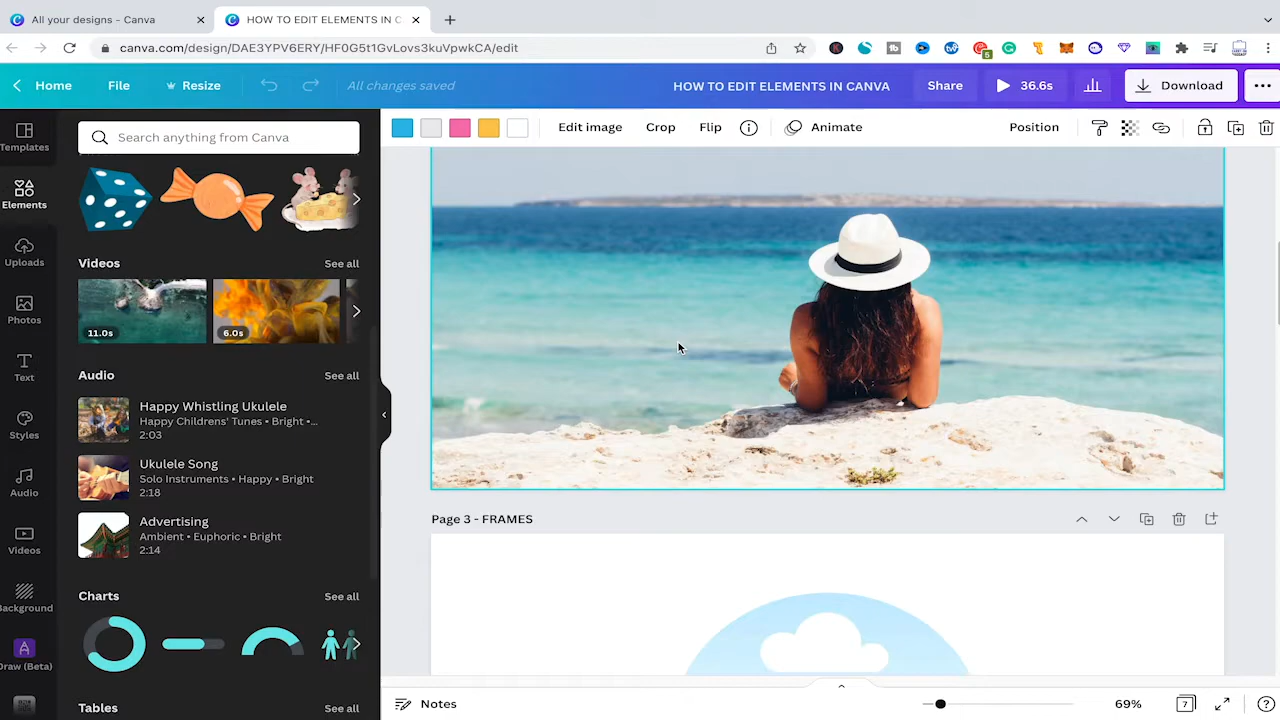 All your designs - Canva
HOW TO EDIT ELEMENTS IN C
canva.com/design/DAE3YPV6ERY/HF0G5t1GvLovs3kuVpwkCA/edit
Home
File
Resize
All changes saved
HOW TO EDIT ELEMENTS IN CANVA
Share
36.6s
Download
Templates
Elements
Uploads
Photos
Text
Styles
Audio
Videos
Background
Draw (Beta)
Search anything from Canva
Videos
See all
11.0s
6.0s
Audio
See all
Happy Whistling Ukulele
Happy Childrens' Tunes • Bright •...
2:03
Ukulele Song
Solo Instruments • Happy • Bright
2:18
Advertising
Ambient • Euphoric • Bright
2:14
Charts
See all
Tables
See all
Edit image
Crop
Flip
Animate
Position
Page 3 - FRAMES
Notes
69%
7